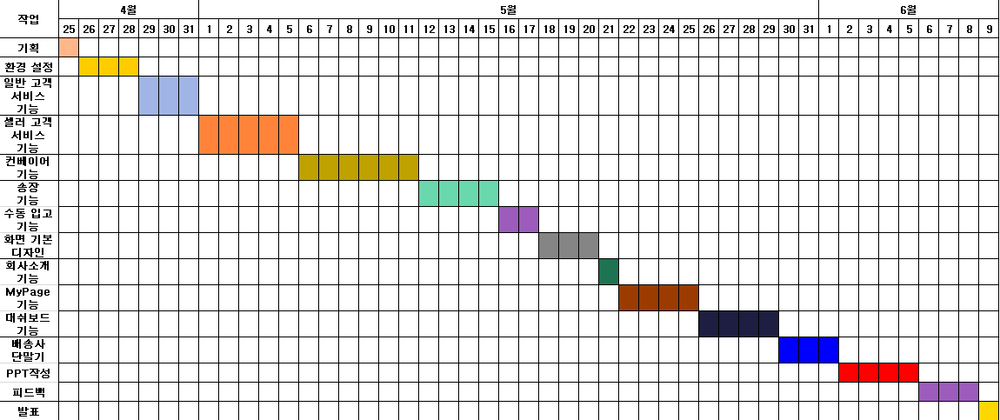 작업
4월
5월
6월
25 26 27 28 29 30 31 1 2 3 4 5 6 7 8 9 10 11 12 13 14 15 16 17 18 19 20 21 22 23 24 25 26 27 28 29 30 31 1 2 3 4 5 6 7 8 9
기획
환경 설정
일반 고객
서비스
기능
셀러 고객
서비스
기능
컨베이어
기능
송장
기능
수동 입고
기능
화면 기본
디자인
회사소개
기능
MyPage
기능
대쉬보드
기능
배송사
단말기
PPT작성
피드백
발표